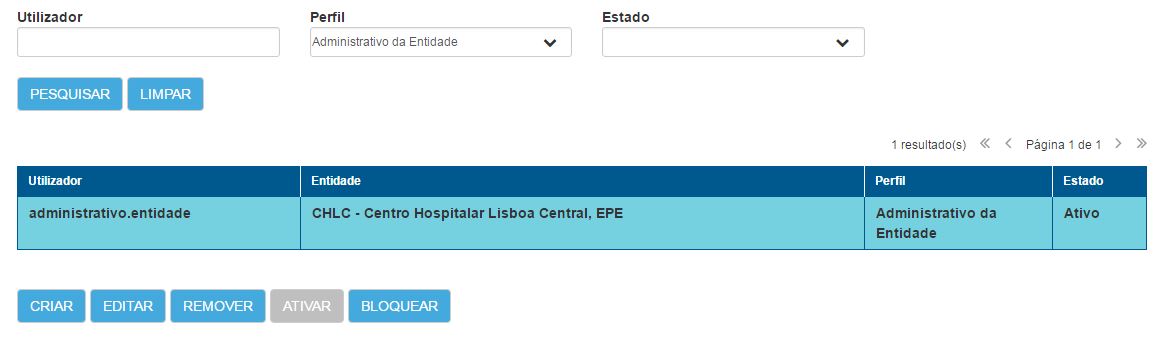 Utilizador Perfil Estado
Administrativo da Entidade
PESQUISAR LIMPAR
1 resultado(s) Página 1 de 1
Utilizador Entidade Perfil Estado
administrativo.entidade CHLC - Centro Hospitalar Lisboa Central, EPE Administrativo da Ativo
Entidade
CRIAR EDITAR REMOVER ATIVAR BLOQUEAR